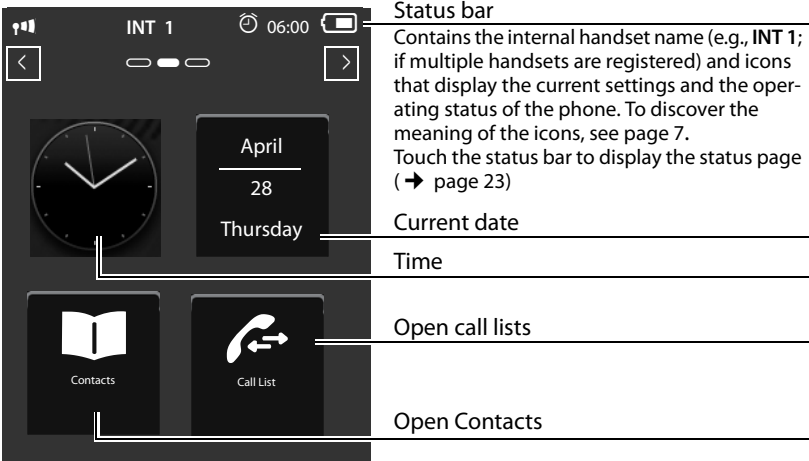 INT 1
06:00
April
28
Thursday
Contacts
Call List
Status bar
Contains the internal handset name (e.g., INT 1;
if multiple handsets are registered) and icons
that display the current settings and the oper-
ating status of the phone. To discover the
meaning of the icons, see page 7.
Touch the status bar to display the status page
( ➔ page 23)
Current date
Time
Open call lists
Open Contacts